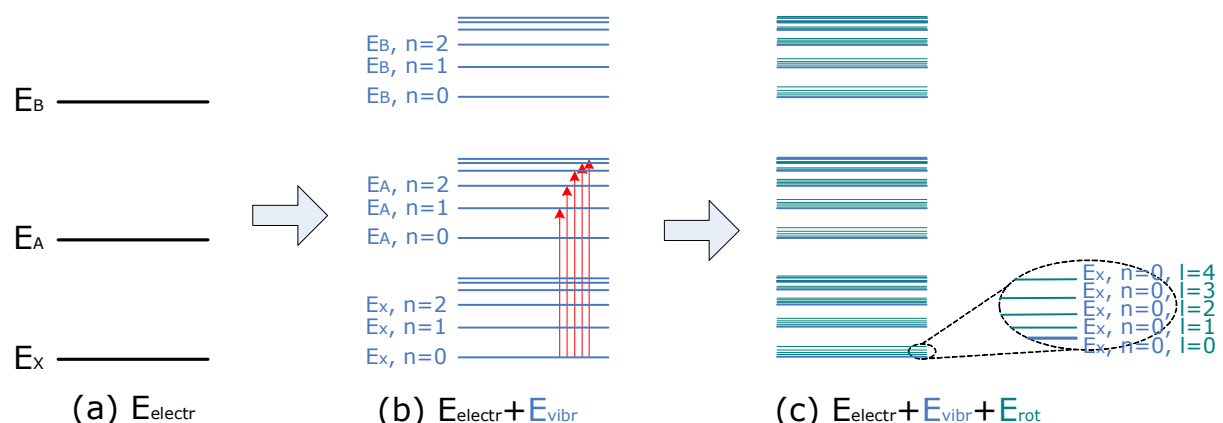 EB
EA
EX
(a) Eelectr
EB, n=2
EB, n=1
EB, n=0
EA, n=2
EA, n=1
EA, n=0
Ex, n=2
Ex, n=1
Ex, n=0
(b) Eelectr+Evibr
Ex, n=0, l=4
Ex, n=0, l=3
Ex, n=0, l=2
Ex, n=0, l=1
Ex, n=0, l=0
(c) Eelectr+Evibr+Erot